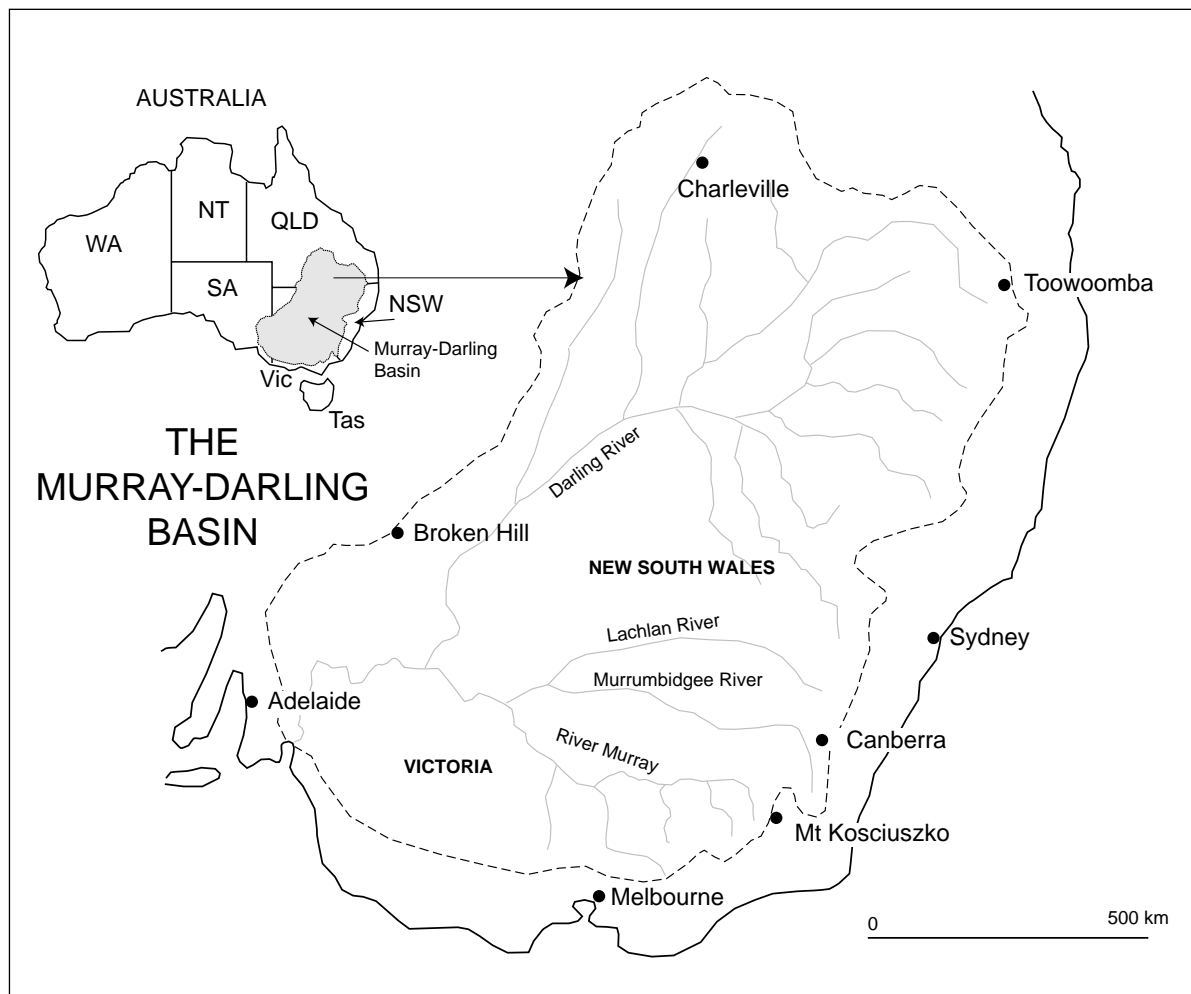 AUSTRALIA
NT
QLD
WA
SA
NSW
Murray-Darling
Basin
Vic
Tas
THE
MURRAY-DARLING
BASIN
Charleville
Toowoomba
Darling River
Broken Hill
NEW SOUTH WALES
Lachlan River
Sydney
Murrumbidgee River
Adelaide
River Murray
Canberra
VICTORIA
Mt Kosciuszko
Melbourne
0
500 km